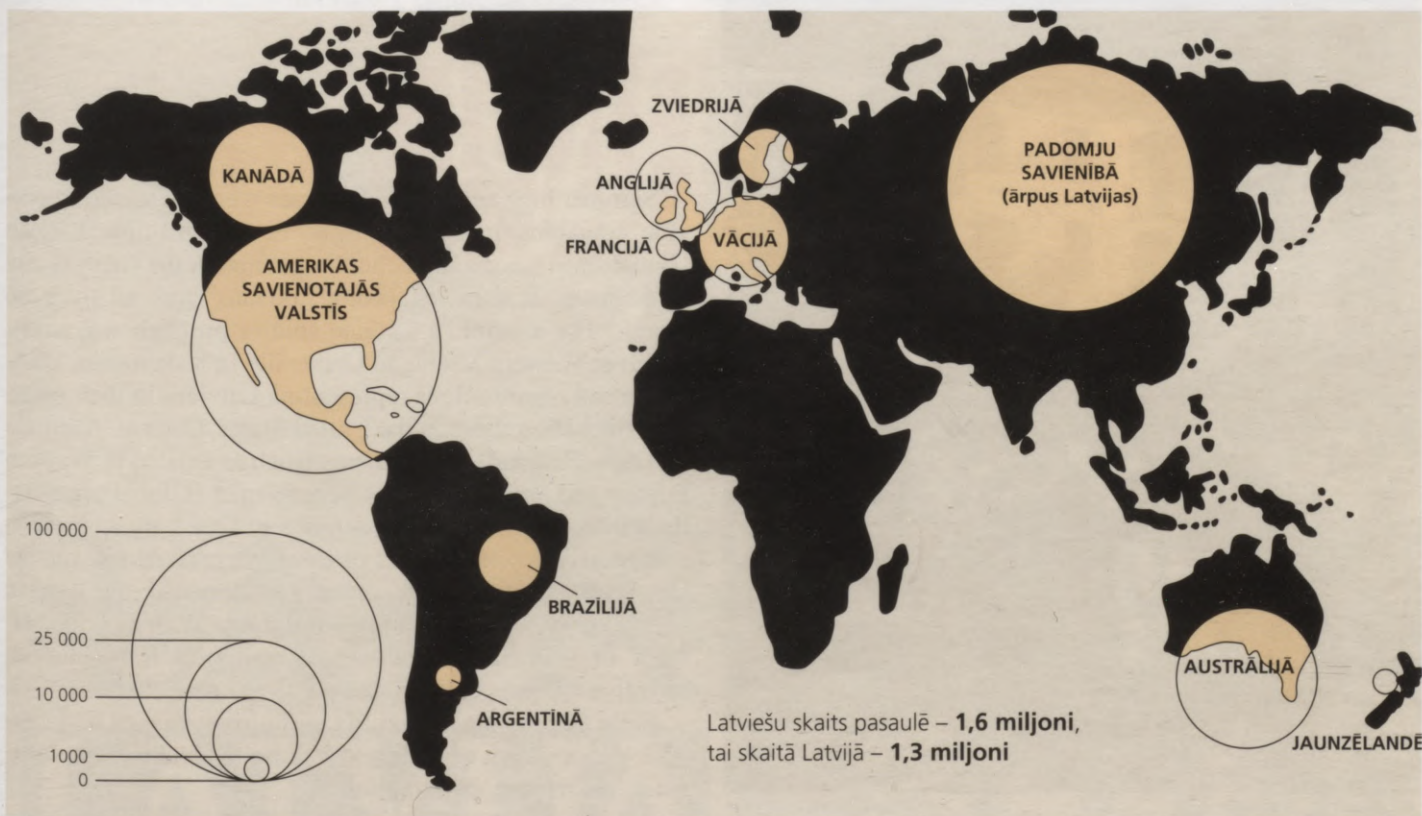 ZVIEDRIJĀ
KANĀDĀ
ANGLIJĀ
FRANCIJĀ
VĀCIJĀ
PADOMJU
SAVIENĪBĀ
(ārpus Latvijas)
AMERIKAS
SAVIENOTAJĀS
VALSTĪS
100 000
25 000
10 000
1000
0
BRAZĪLIJĀ
ARGENTĪNĀ
AUSTRĀLIJĀ
JAUNZĒLANDĒ
Latviešu skaits pasaulē – 1,6 miljoni,
tai skaitā Latvijā – 1,3 miljoni